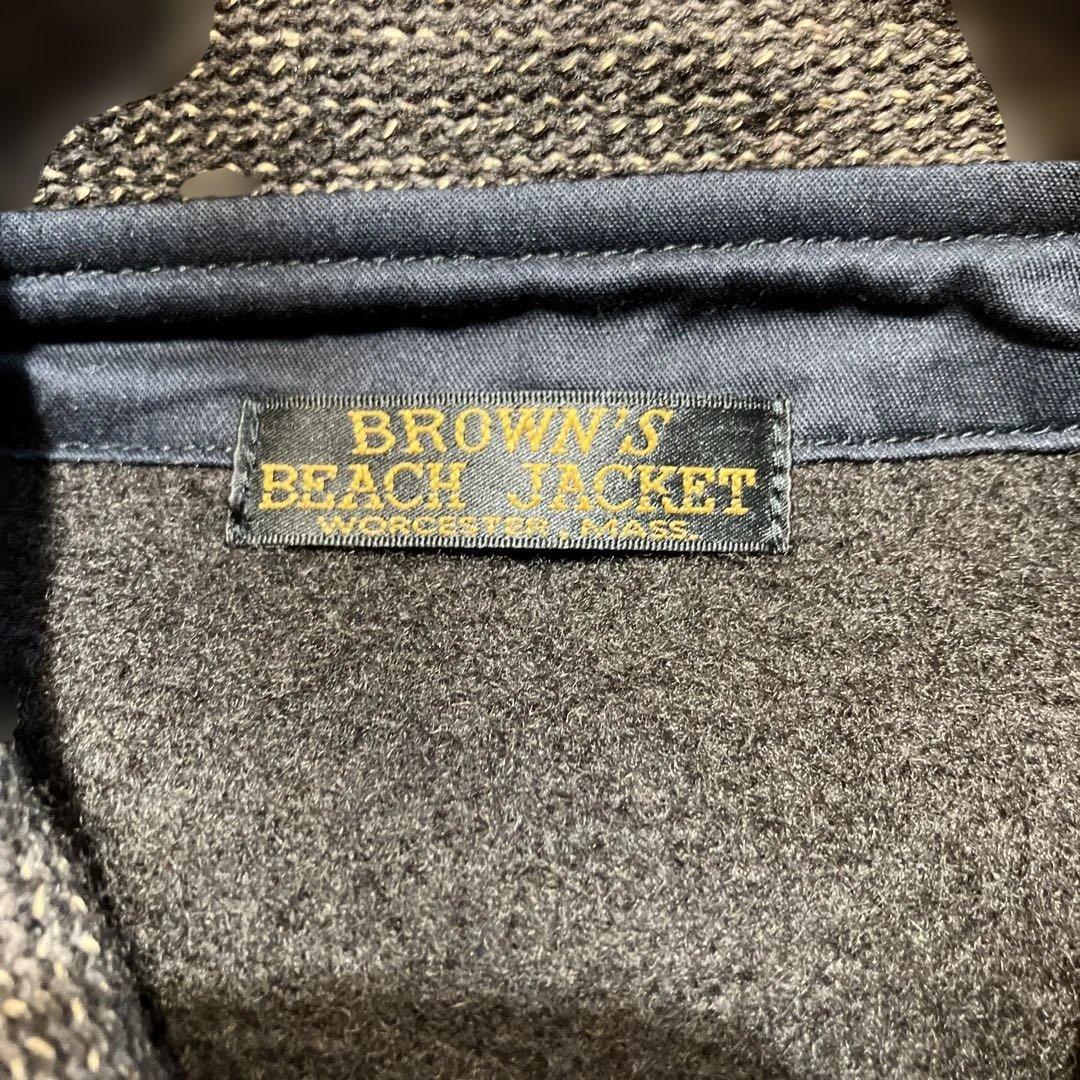 BROWN'S
BEACH JACKET
WORCESTER, MASS.